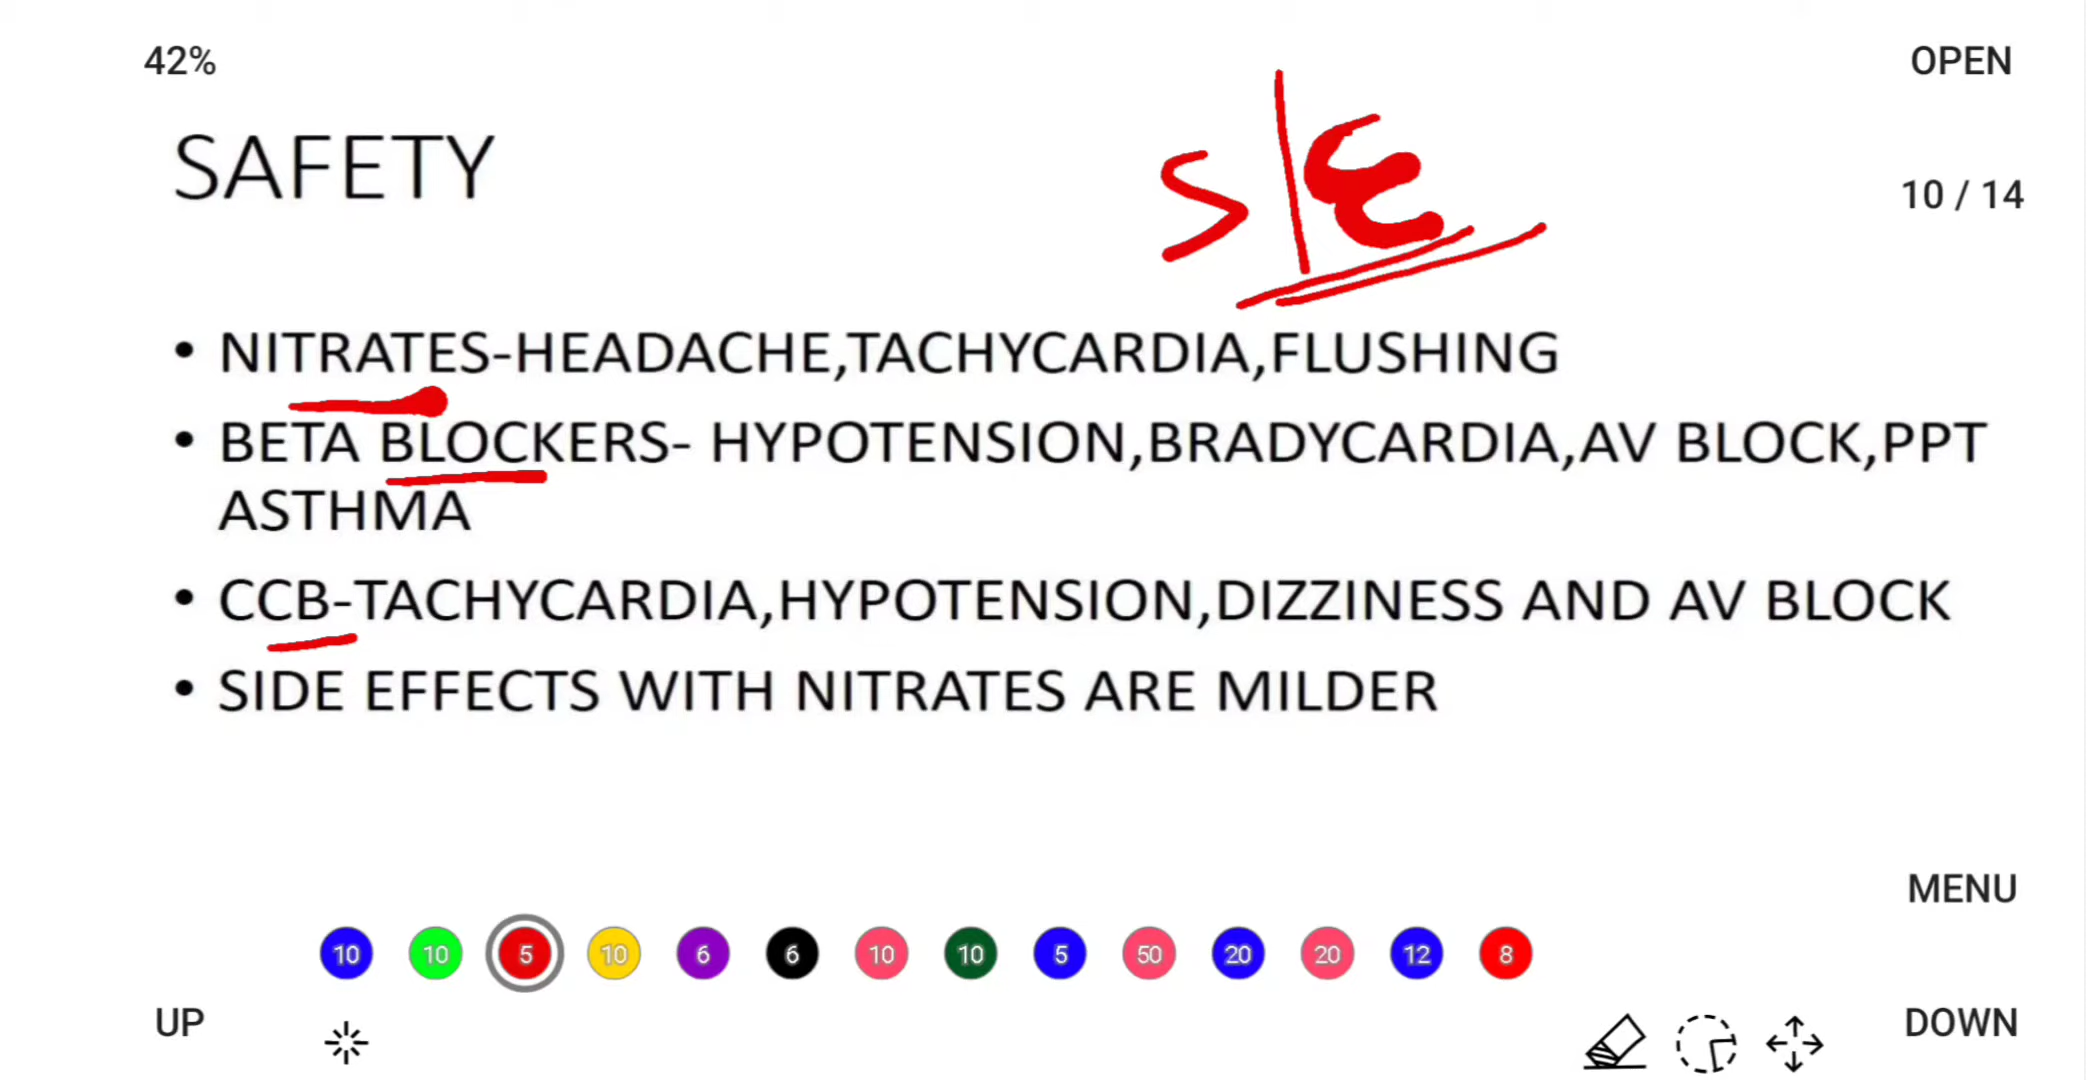 42%
OPEN
SAFETY
S/E
10 / 14
• NITRATES-HEADACHE,TACHYCARDIA,FLUSHING
• BETA BLOCKERS- HYPOTENSION,BRADYCARDIA,AV BLOCK,PPT
ASTHMA
• CCB-TACHYCARDIA,HYPOTENSION,DIZZINESS AND AV BLOCK
• SIDE EFFECTS WITH NITRATES ARE MILDER
MENU
10 10 5 10 6 6 10 10 5 50 20 20 12 8
UP
DOWN